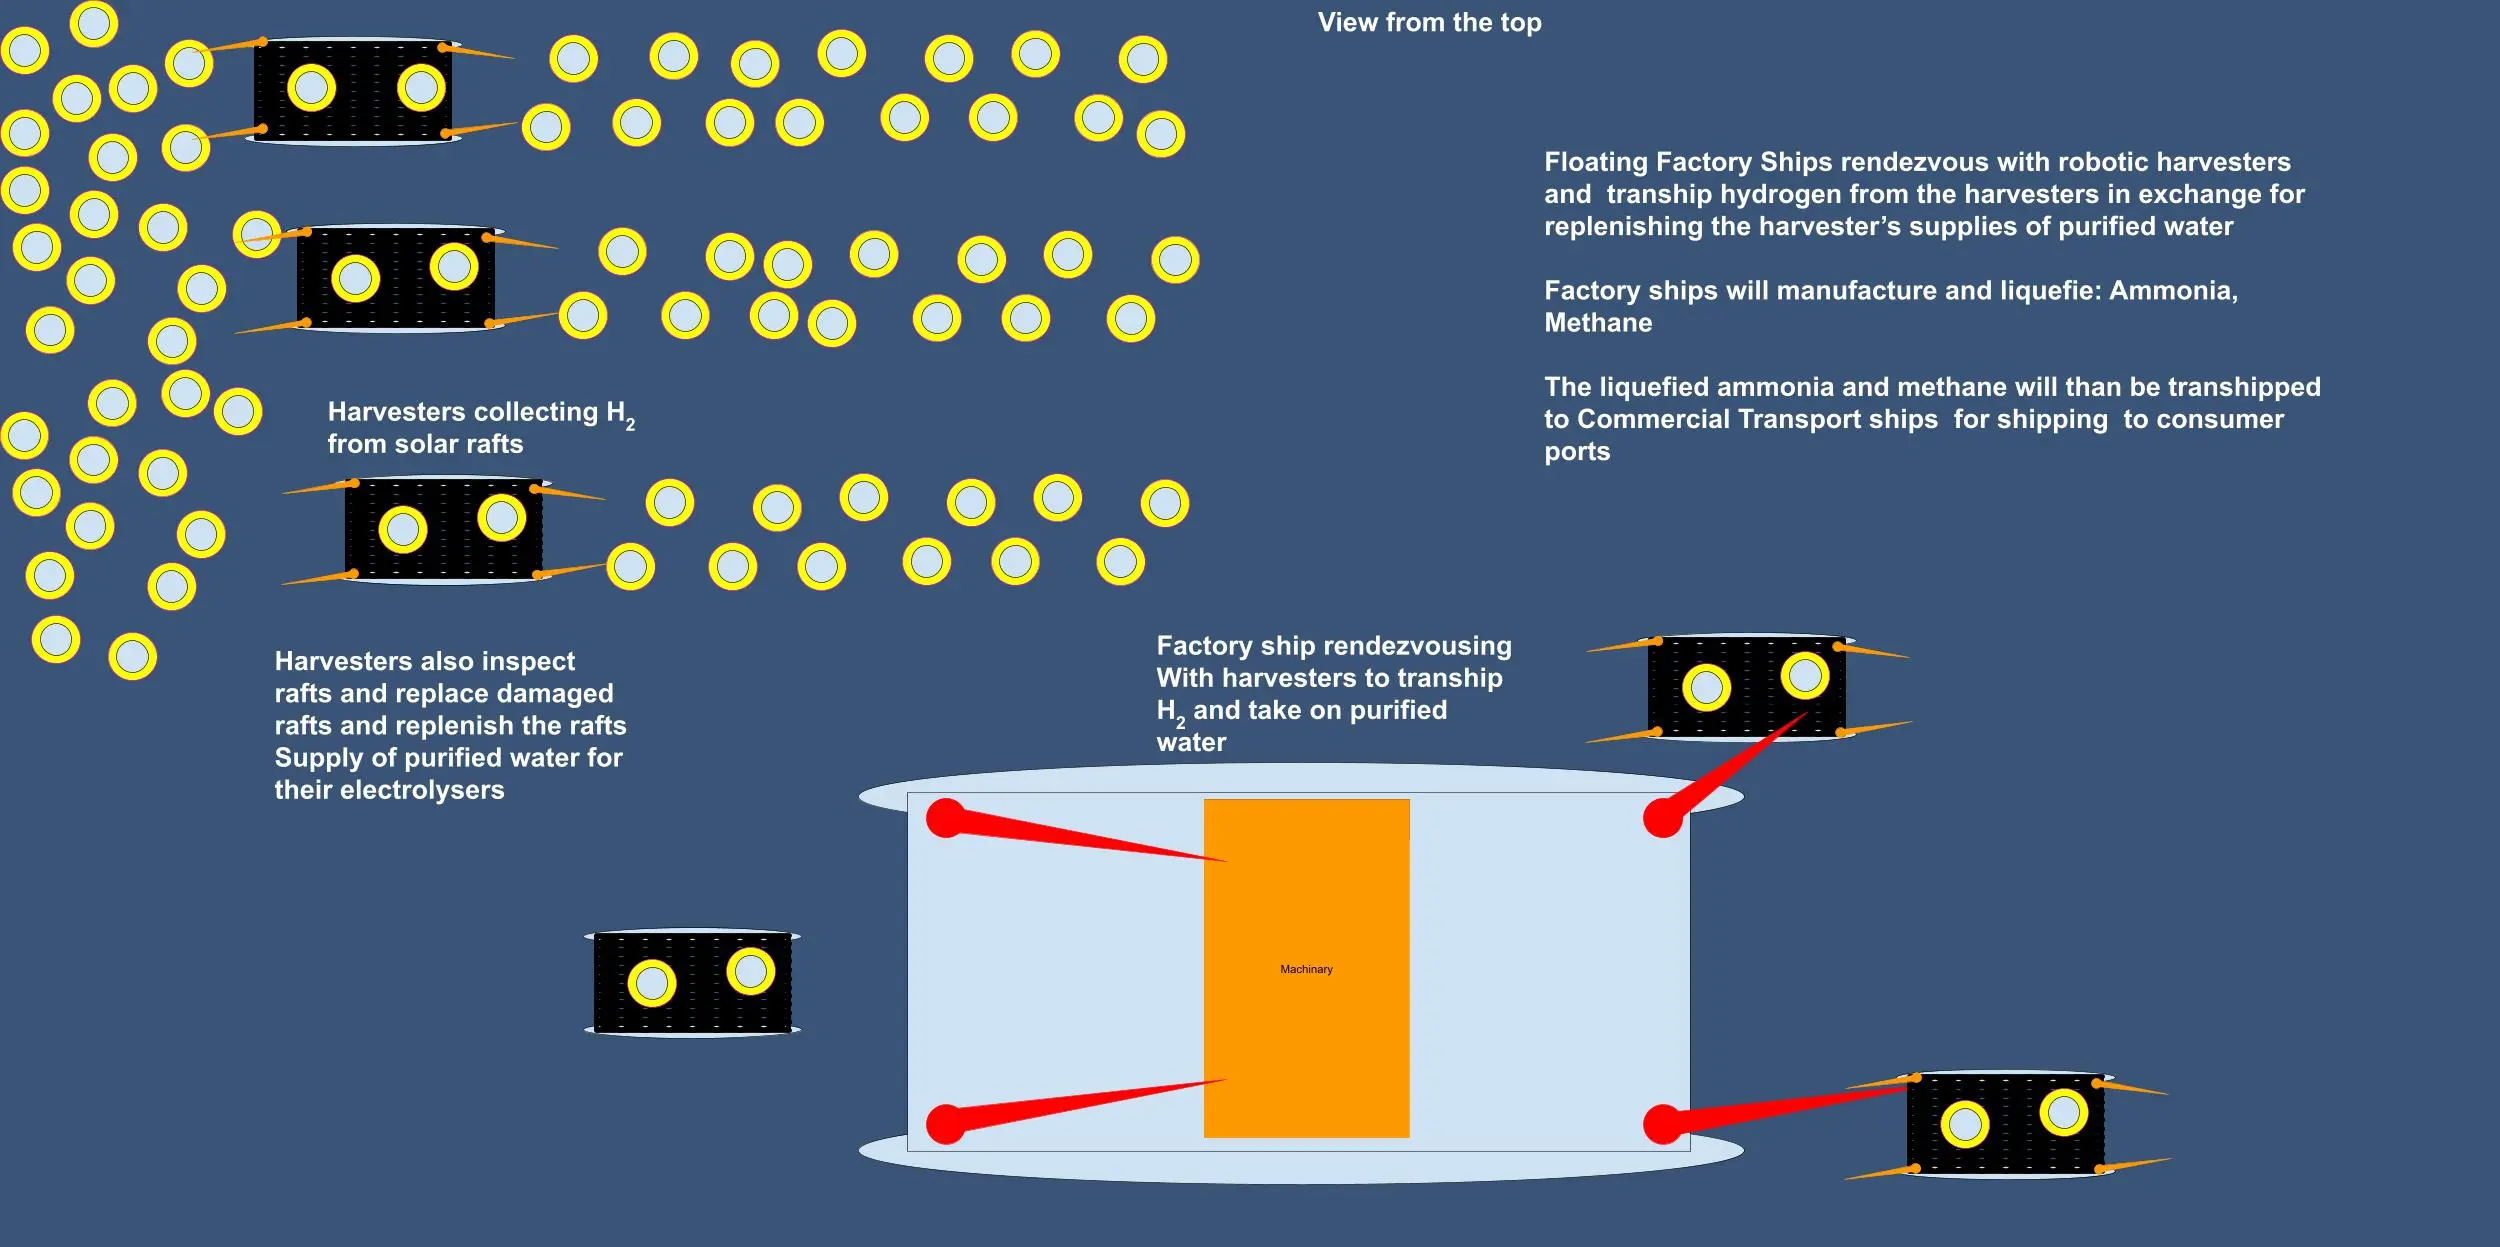 View from the top
Floating Factory Ships rendezvous with robotic harvesters
and  tranship hydrogen from the harvesters in exchange for
replenishing the harvester’s supplies of purified water
Factory ships will manufacture and liquefie: Ammonia,
Methane
The liquefied ammonia and methane will than be transhipped
to Commercial Transport ships  for shipping  to consumer
ports
Harvesters collecting H2
from solar rafts
Harvesters also inspect
rafts and replace damaged
rafts and replenish the rafts
Supply of purified water for
their electrolysers
Factory ship rendezvousing
With harvesters to tranship
H2 and take on purified
water
Machinary